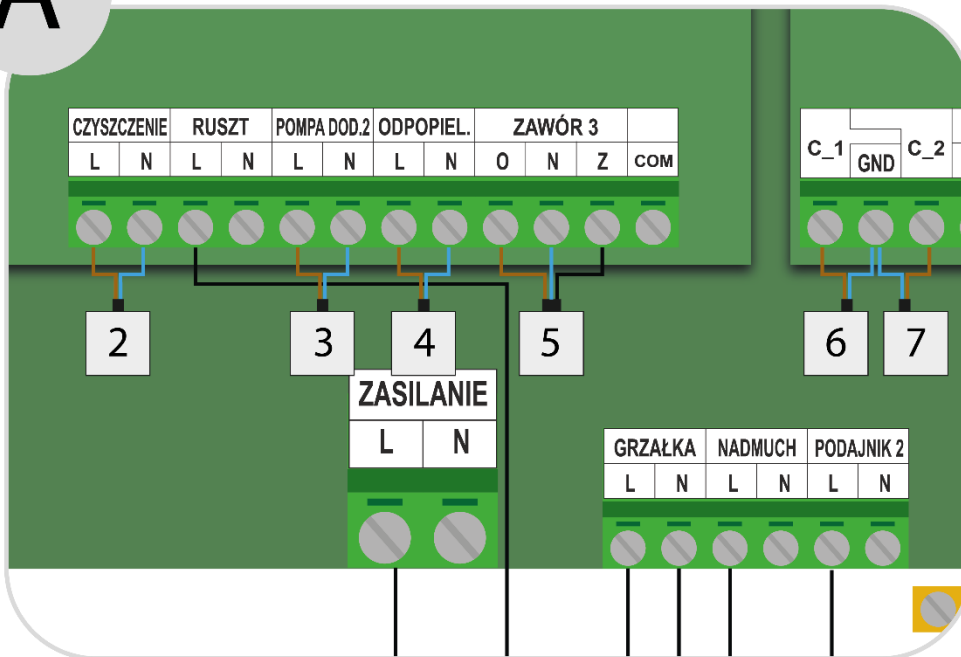 A
CZYSZCZENIE RUSZT POMPA DOD.2 ODPOPIEL. ZAWÓR 3
L N L N L N L N O N Z COM
C_1 GND C_2
2 3 4 5 6 7
ZASILANIE
L N
GRZAŁKA NADMUCH PODAJNIK 2
L N L N L N